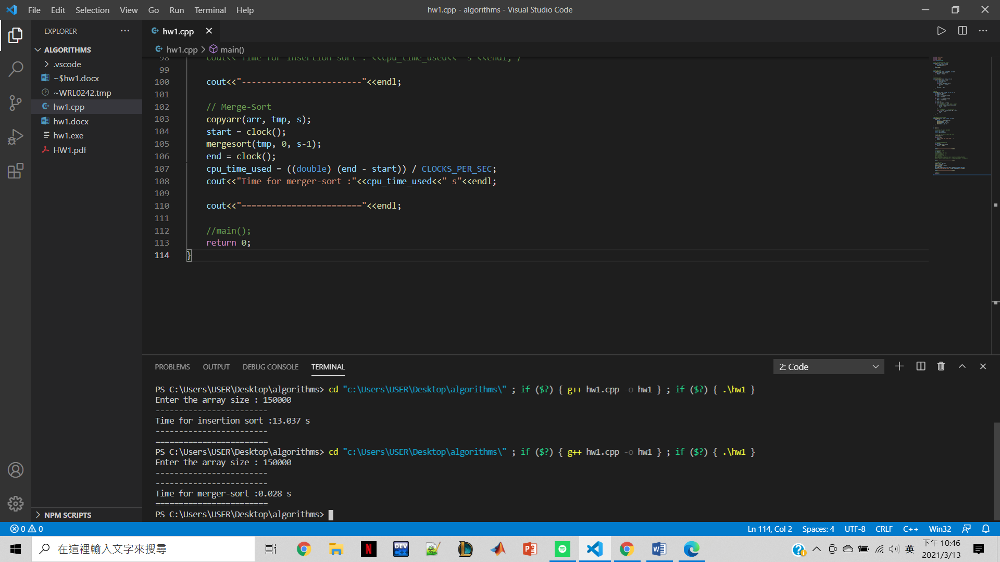 File Edit Selection View Go Run Terminal Help
hw1.cpp - algorithms - Visual Studio Code
EXPLORER
ALGORITHMS
.vscode
~$hw1.docx
~WRL0242.tmp
hw1.cpp
hw1.docx
hw1.exe
HW1.pdf
NPM SCRIPTS
hw1.cpp
hw1.cpp > main()
98 cout<<"Time for insertion sort :"<<cpu_time_used<<" s"<<endl;*/
99
100 cout<<"------------------------"<<endl;
101
102 // Merge-Sort
103 copyarr(arr, tmp, s);
104 start = clock();
105 mergesort(tmp, 0, s-1);
106 end = clock();
107 cpu_time_used = ((double) (end - start)) / CLOCKS_PER_SEC;
108 cout<<"Time for merger-sort :"<<cpu_time_used<<" s"<<endl;
109
110 cout<<"========================"<<endl;
111
112 //main();
113 return 0;
114 }
PROBLEMS OUTPUT DEBUG CONSOLE TERMINAL
2: Code
PS C:\Users\USER\Desktop\algorithms> cd "c:\Users\USER\Desktop\algorithms\" ; if ($?) { g++ hw1.cpp -o hw1 } ; if ($?) { .\hw1 }
Enter the array size : 150000
------------------------
Time for insertion sort :13.037 s
------------------------
========================
PS C:\Users\USER\Desktop\algorithms> cd "c:\Users\USER\Desktop\algorithms\" ; if ($?) { g++ hw1.cpp -o hw1 } ; if ($?) { .\hw1 }
Enter the array size : 150000
------------------------
------------------------
Time for merger-sort :0.028 s
========================
PS C:\Users\USER\Desktop\algorithms>
0 0
Ln 114, Col 2 Spaces: 4 UTF-8 CRLF C++ Win32
在這裡輸入文字來搜尋
英
下午 10:46
2021/3/13